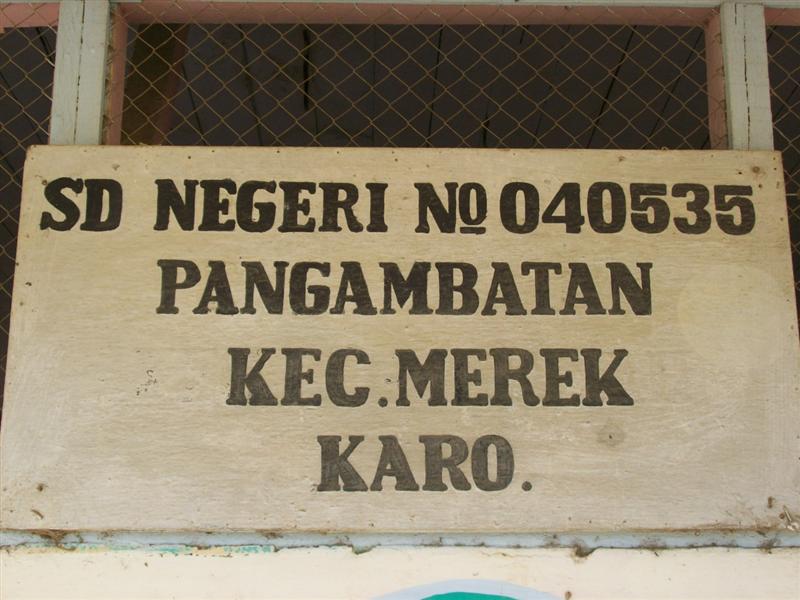 SD NEGERI NO 040535
PANGAMBATAN
KEC. MEREK
KARO.